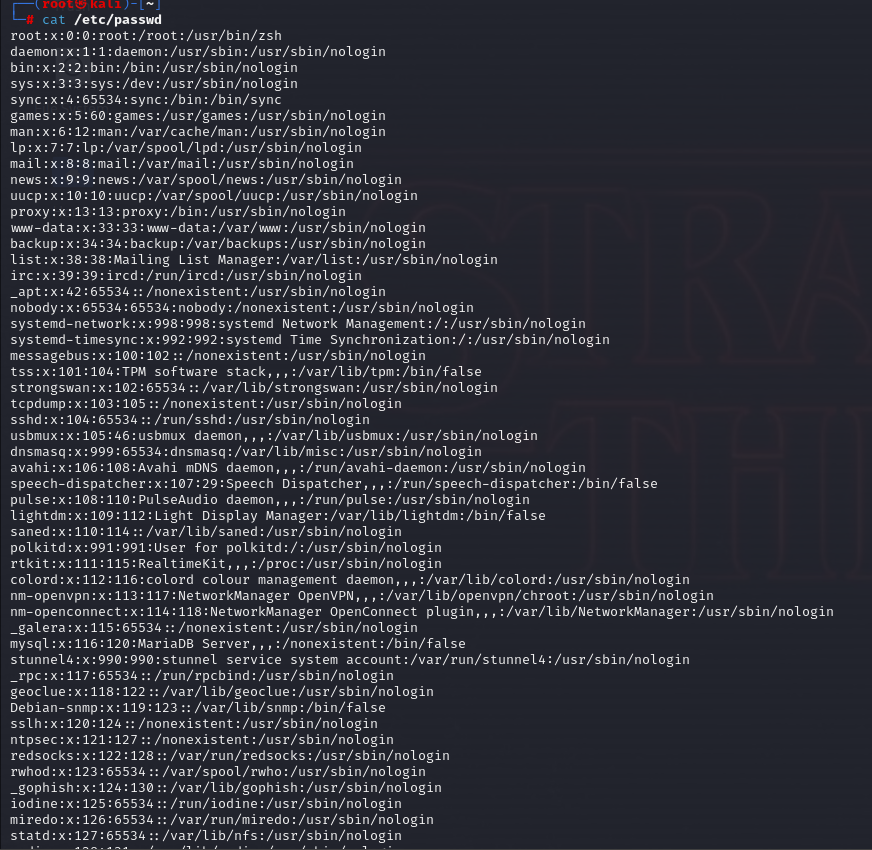 (root㉿kali)-[~]
# cat /etc/passwd
root:x:0:0:root:/root:/usr/bin/zsh
daemon:x:1:1:daemon:/usr/sbin:/usr/sbin/nologin
bin:x:2:2:bin:/bin:/usr/sbin/nologin
sys:x:3:3:sys:/dev:/usr/sbin/nologin
sync:x:4:65534:sync:/bin:/bin/sync
games:x:5:60:games:/usr/games:/usr/sbin/nologin
man:x:6:12:man:/var/cache/man:/usr/sbin/nologin
lp:x:7:7:lp:/var/spool/lpd:/usr/sbin/nologin
mail:x:8:8:mail:/var/mail:/usr/sbin/nologin
news:x:9:9:news:/var/spool/news:/usr/sbin/nologin
uucp:x:10:10:uucp:/var/spool/uucp:/usr/sbin/nologin
proxy:x:13:13:proxy:/bin:/usr/sbin/nologin
www-data:x:33:33:www-data:/var/www:/usr/sbin/nologin
backup:x:34:34:backup:/var/backups:/usr/sbin/nologin
list:x:38:38:Mailing List Manager:/var/list:/usr/sbin/nologin
irc:x:39:39:ircd:/run/ircd:/usr/sbin/nologin
_apt:x:42:65534::/nonexistent:/usr/sbin/nologin
nobody:x:65534:65534:nobody:/nonexistent:/usr/sbin/nologin
systemd-network:x:998:998:systemd Network Management:/:/usr/sbin/nologin
systemd-timesync:x:992:992:systemd Time Synchronization:/:/usr/sbin/nologin
messagebus:x:100:102::/nonexistent:/usr/sbin/nologin
tss:x:101:104:TPM software stack,,,:/var/lib/tpm:/bin/false
strongswan:x:102:65534::/var/lib/strongswan:/usr/sbin/nologin
tcpdump:x:103:105::/nonexistent:/usr/sbin/nologin
sshd:x:104:65534::/run/sshd:/usr/sbin/nologin
usbmux:x:105:46:usbmux daemon,,,:/var/lib/usbmux:/usr/sbin/nologin
dnsmasq:x:999:65534:dnsmasq:/var/lib/misc:/usr/sbin/nologin
avahi:x:106:108:Avahi mDNS daemon,,,:/run/avahi-daemon:/usr/sbin/nologin
speech-dispatcher:x:107:29:Speech Dispatcher,,,:/run/speech-dispatcher:/bin/false
pulse:x:108:110:PulseAudio daemon,,,:/run/pulse:/usr/sbin/nologin
lightdm:x:109:112:Light Display Manager:/var/lib/lightdm:/bin/false
saned:x:110:114::/var/lib/saned:/usr/sbin/nologin
polkitd:x:991:991:User for polkitd:/:/usr/sbin/nologin
rtkit:x:111:115:RealtimeKit,,,:/proc:/usr/sbin/nologin
colord:x:112:116:colord colour management daemon,,,:/var/lib/colord:/usr/sbin/nologin
nm-openvpn:x:113:117:NetworkManager OpenVPN,,,:/var/lib/openvpn/chroot:/usr/sbin/nologin
nm-openconnect:x:114:118:NetworkManager OpenConnect plugin,,,:/var/lib/NetworkManager:/usr/sbin/nologin
_galera:x:115:65534::/nonexistent:/usr/sbin/nologin
mysql:x:116:120:MariaDB Server,,,:/nonexistent:/bin/false
stunnel4:x:990:990:stunnel service system account:/var/run/stunnel4:/usr/sbin/nologin
_rpc:x:117:65534::/run/rpcbind:/usr/sbin/nologin
geoclue:x:118:122::/var/lib/geoclue:/usr/sbin/nologin
Debian-snmp:x:119:123::/var/lib/snmp:/bin/false
sslh:x:120:124::/nonexistent:/usr/sbin/nologin
ntpsec:x:121:127::/nonexistent:/usr/sbin/nologin
redsocks:x:122:128::/var/run/redsocks:/usr/sbin/nologin
rwhod:x:123:65534::/var/spool/rwho:/usr/sbin/nologin
_gophish:x:124:130::/var/lib/gophish:/usr/sbin/nologin
iodine:x:125:65534::/run/iodine:/usr/sbin/nologin
miredo:x:126:65534::/var/run/miredo:/usr/sbin/nologin
statd:x:127:65534::/var/lib/nfs:/usr/sbin/nologin